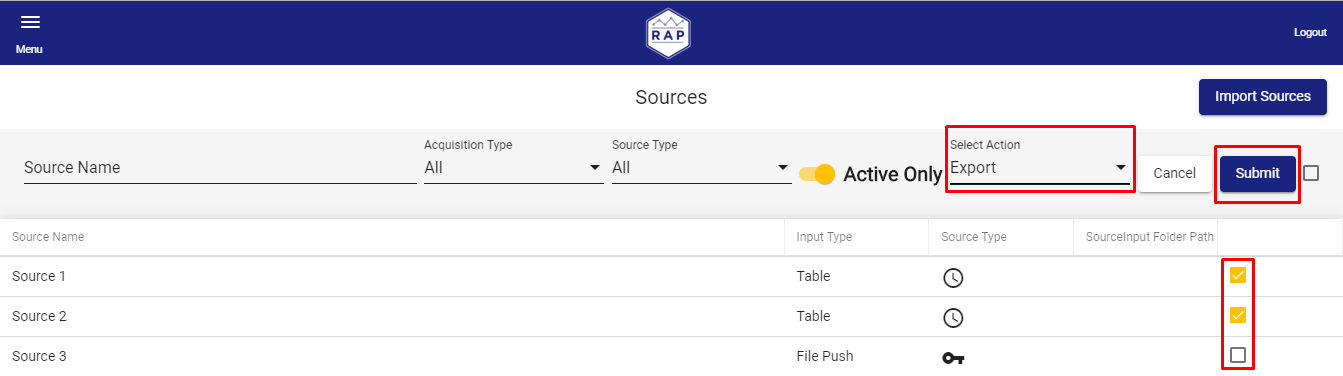 Menu
RAP
Logout
Sources
Import Sources
Source Name
Acquisition Type
All
Source Type
All
Active Only
Select Action
Export
Cancel
Submit
Source Name Input Type Source Type SourceInput Folder Path
Source 1 Table
Source 2 Table
Source 3 File Push